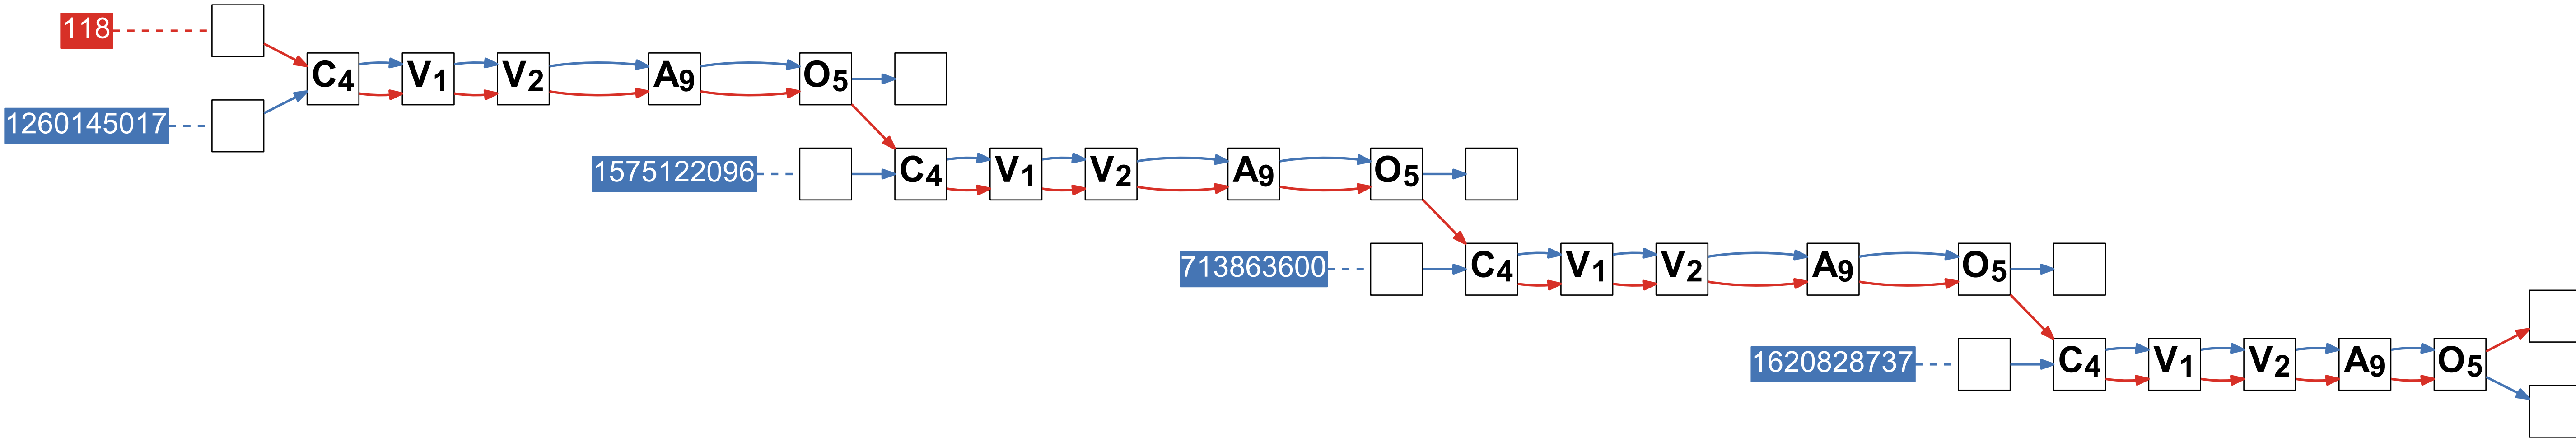 118
C4 V1 V2 A9 O5
1260145017
1575122096 C4 V1 V2 A9 O5
713863600 C4 V1 V2 A9 O5
1620828737 C4 V1 V2 A9 O5